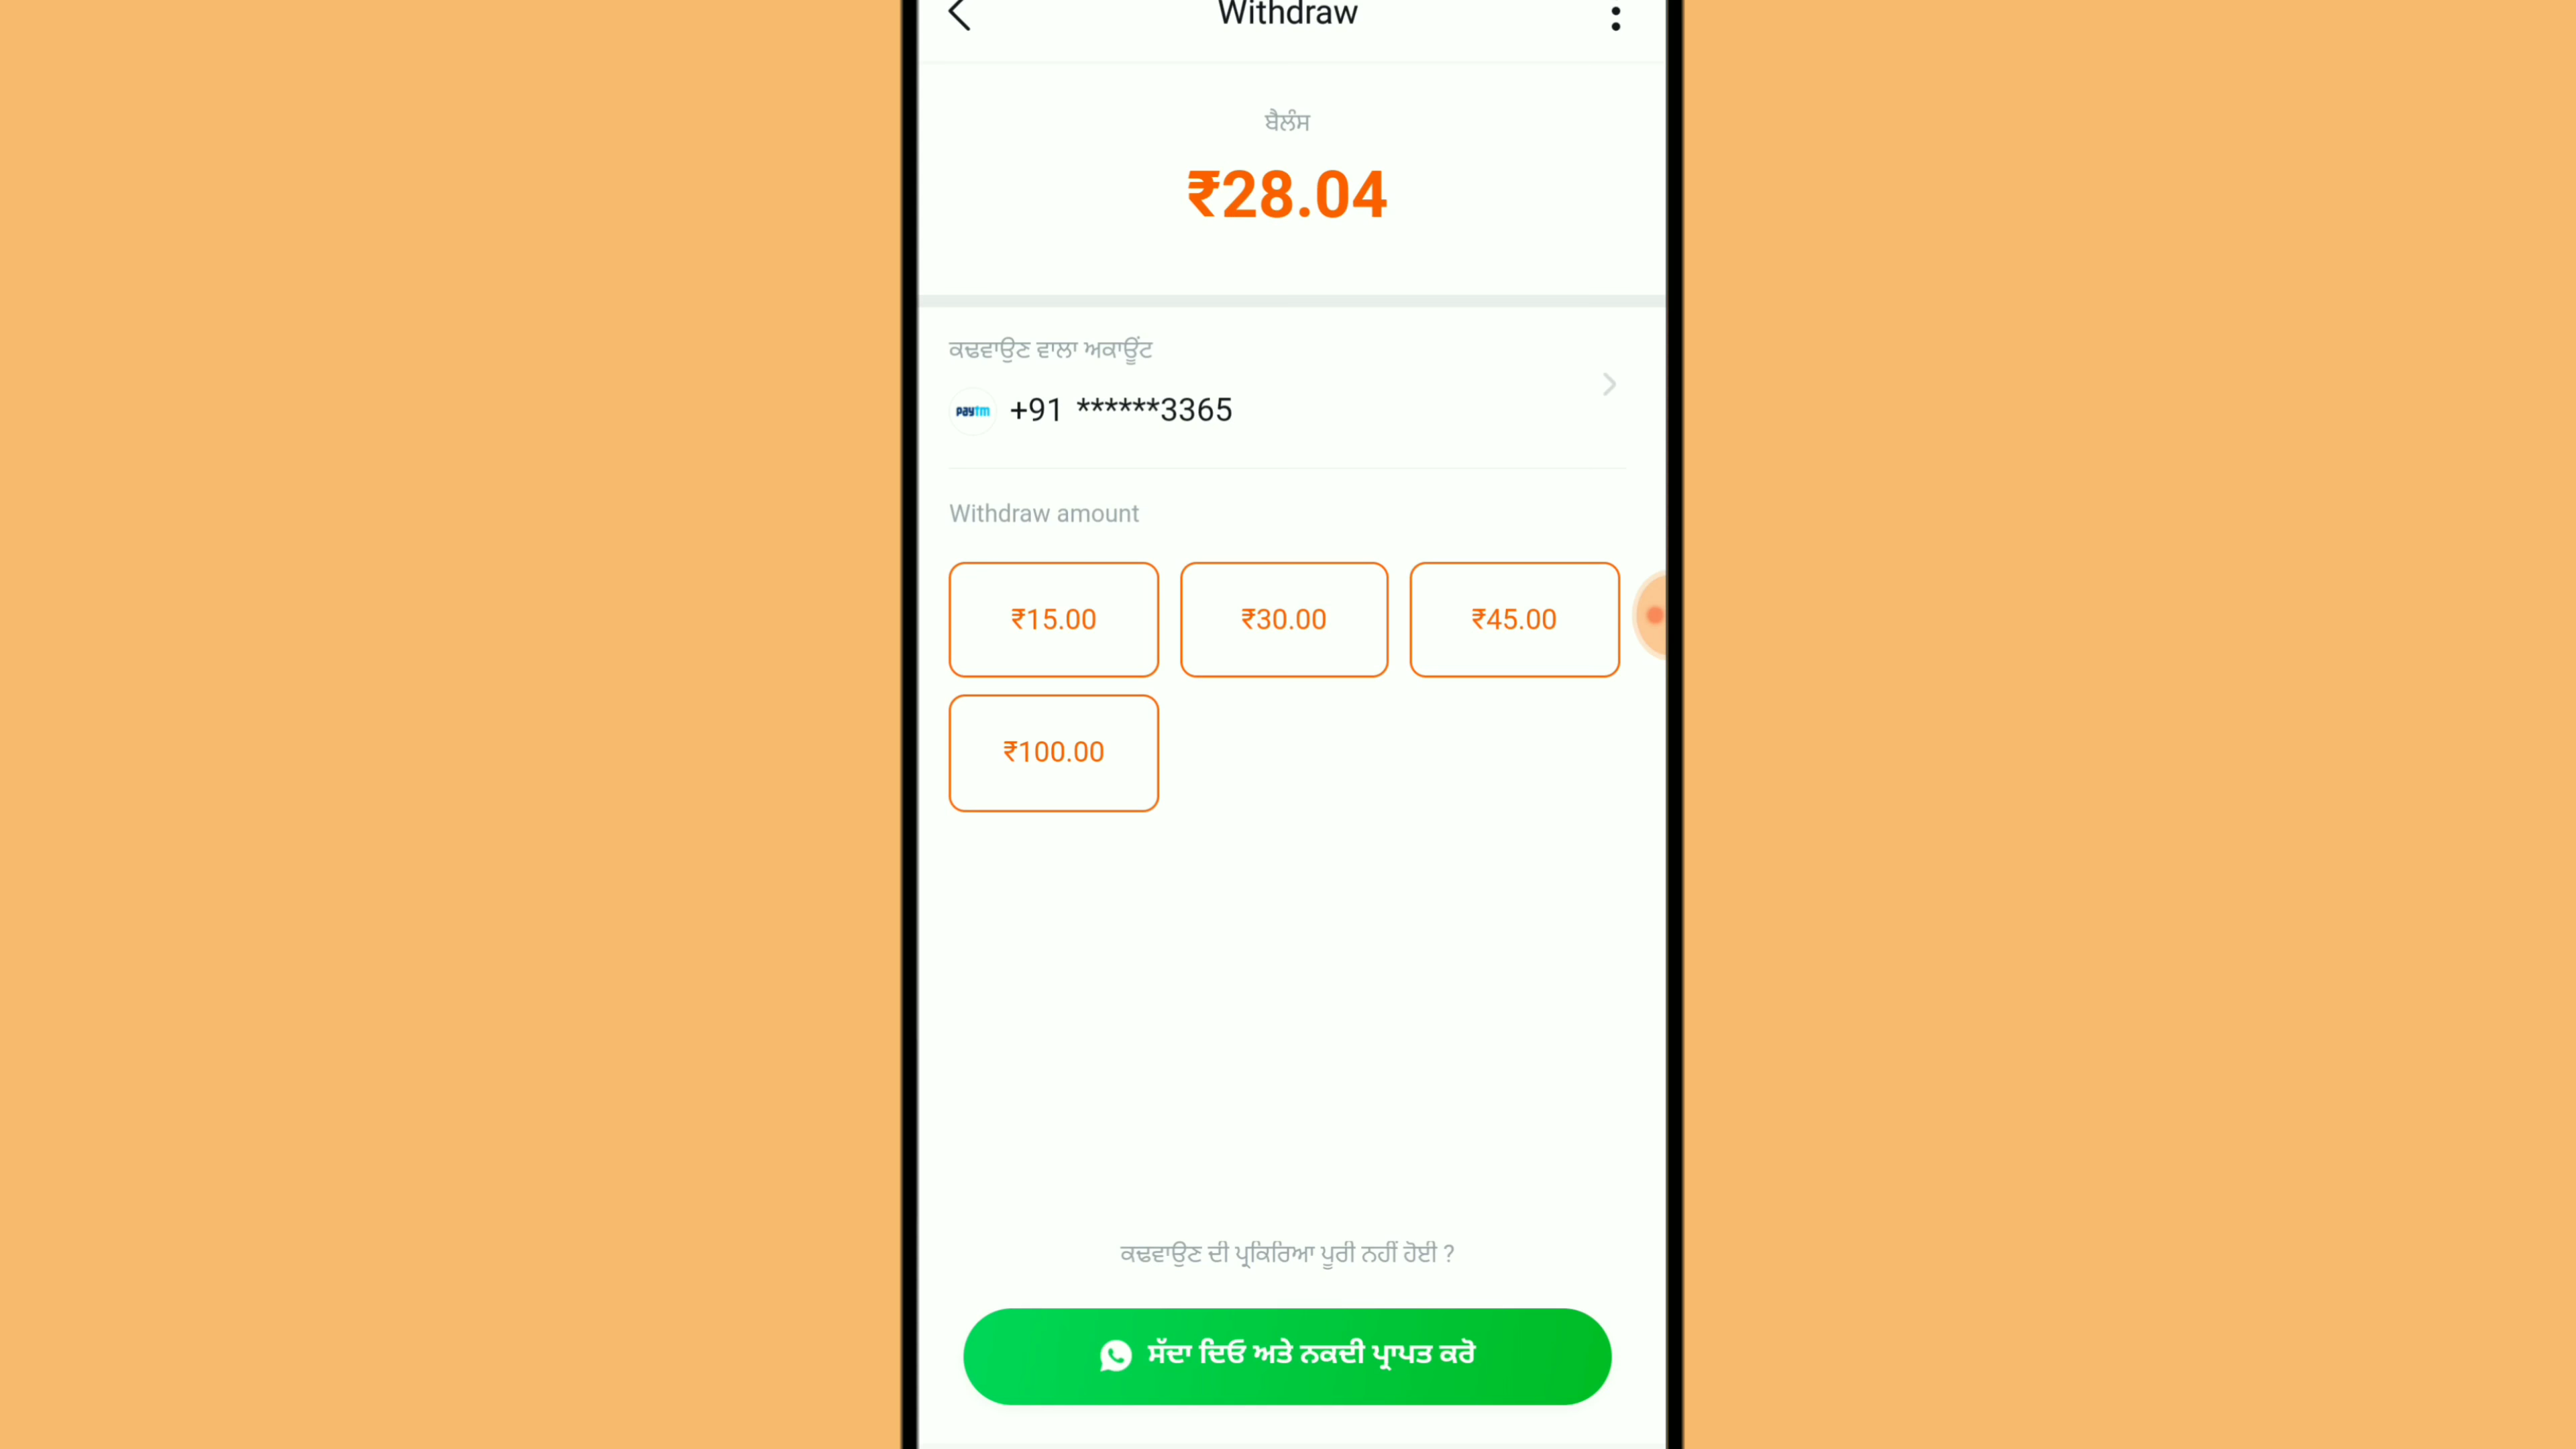 Withdraw
ਬੈਲੰਸ
₹28.04
ਕਢਵਾਉਣ ਵਾਲਾ ਅਕਾਊਂਟ
paytm +91 ******3365
Withdraw amount
₹15.00 ₹30.00 ₹45.00
₹100.00
ਕਢਵਾਉਣ ਦੀ ਪ੍ਰਕਿਰਿਆ ਪੂਰੀ ਨਹੀਂ ਹੋਈ ?
ਸੱਦਾ ਦਿਓ ਅਤੇ ਨਕਦੀ ਪ੍ਰਾਪਤ ਕਰੋ